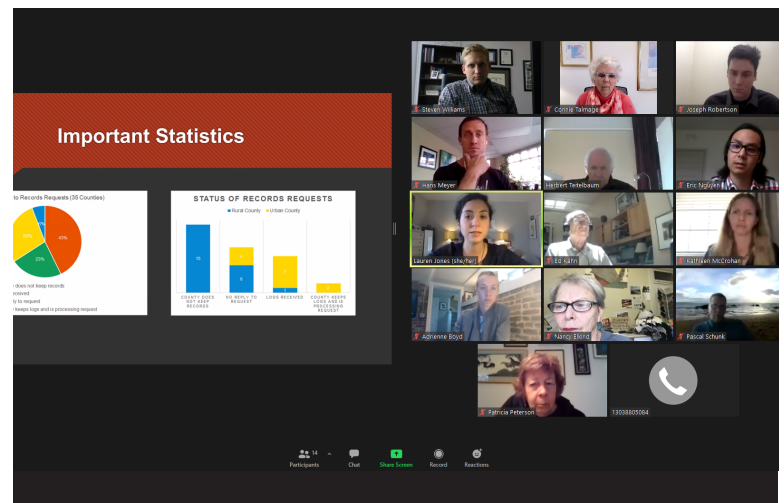 Important Statistics
to Records Requests (35 Counties)
43%
23%
does not keep records
received
ly to request
keeps logs and is processing request
STATUS OF RECORDS REQUESTS
Rural County
Urban County
15
COUNTY DOES
NOT KEEP
RECORDS
NO REPLY TO
REQUEST
LOGS RECEIVED
COUNTY KEEPS
LOGS AND IS
PROCESSING
REQUEST
Steven Williams
Connie Talmage
Joseph Robertson
Hans Meyer
Herbert Teitelbaum
Eric Nguyen
Lauren Jones (she/her)
Ed Kahn
Kathleen McCrohan
Adrienne Boyd
Nancy Elkind
Pascal Schunk
Patricia Peterson
13038805084
14
Participants
Chat
Share Screen
Record
Reactions